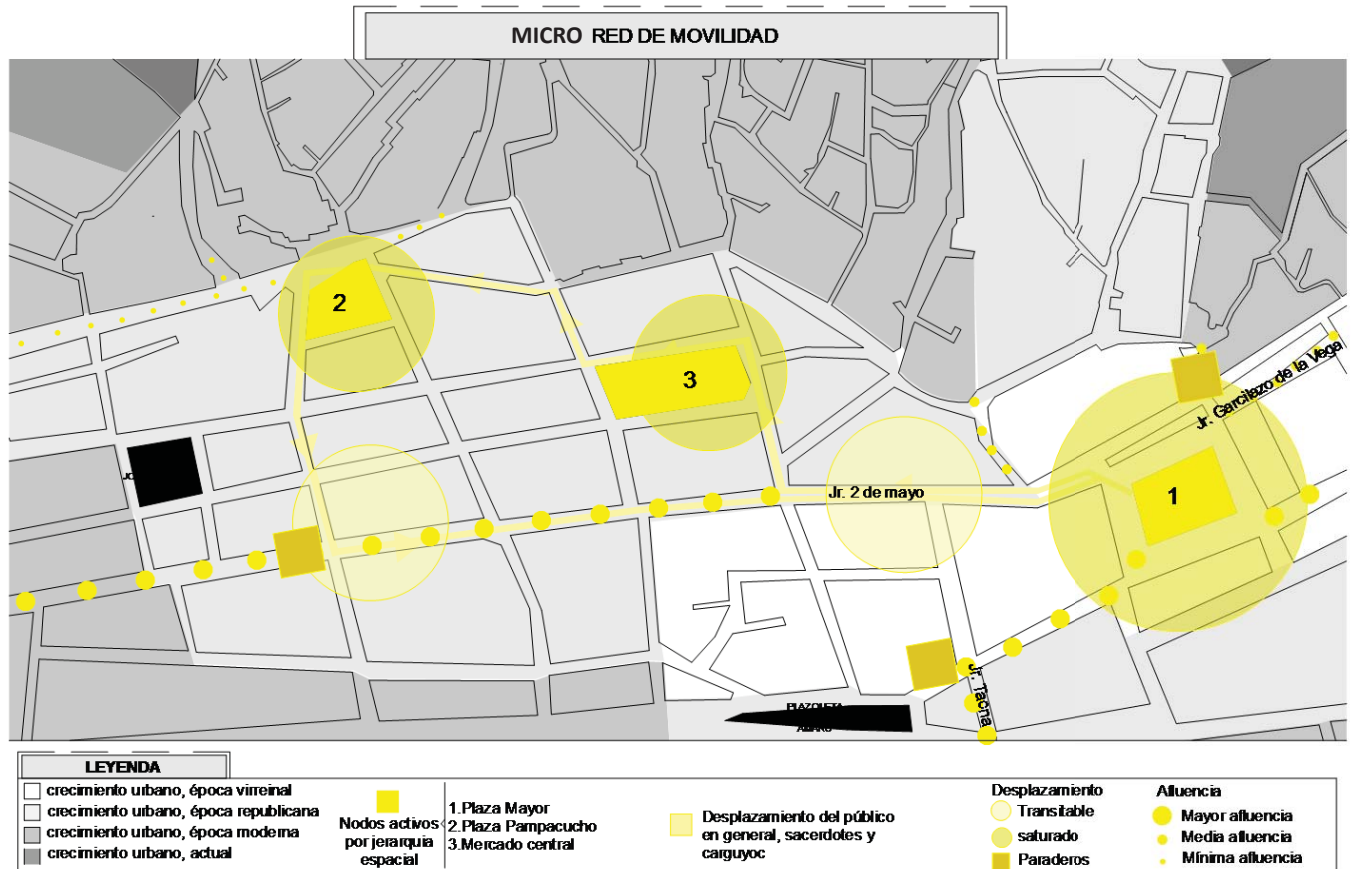 MICRO RED DE MOVILIDAD
2
3
1
Jr. Garcilazo de la Vega
Jr. 2 de mayo
Jr. Tacna
PLAZOLETA
LEYENDA
crecimiento urbano, época virreinal
crecimiento urbano, época republicana
crecimiento urbano, época moderna
crecimiento urbano, actual
Nodos activos
por jerarquia
espacial
1.Plaza Mayor
2.Plaza Pampacucho
3.Mercado central
Desplazamiento del público
en general, sacerdotes y
carguyoc
Desplazamiento
Transitable
saturado
Paraderos
Afluencia
Mayor afluencia
Media afluencia
Mínima afluencia